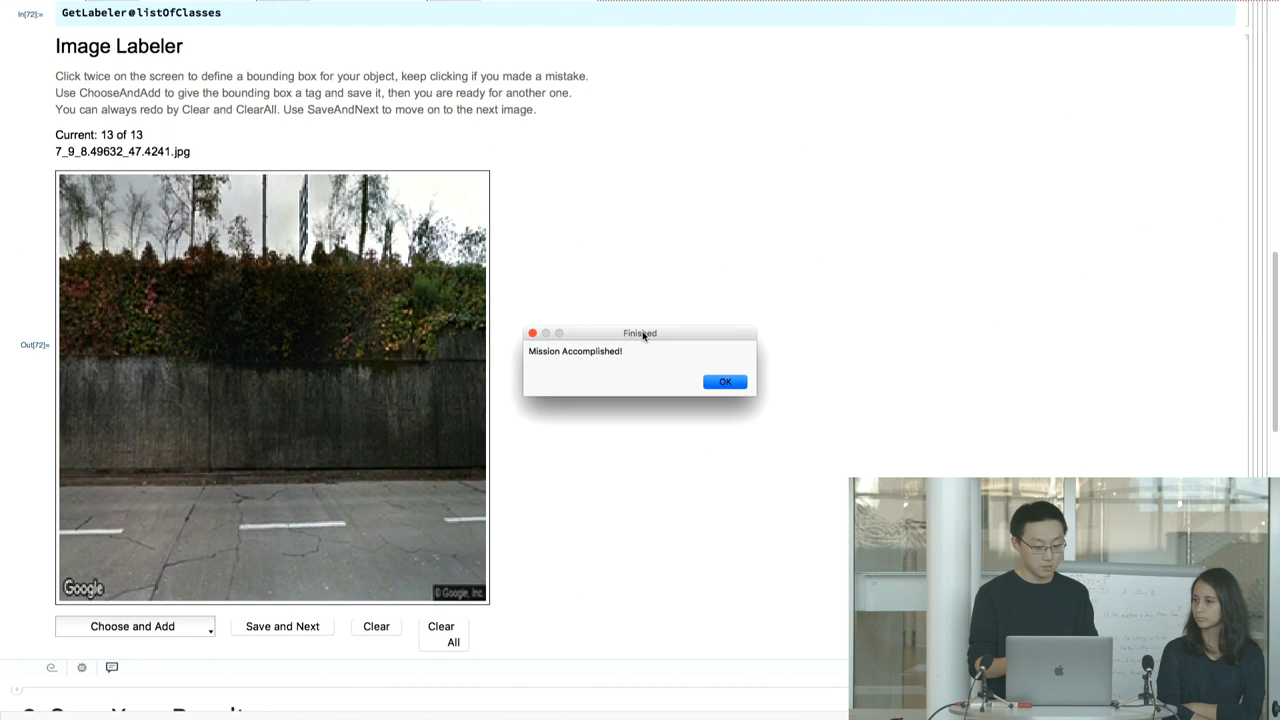 In[72]:= GetLabeler@listOfClasses
Image Labeler
Click twice on the screen to define a bounding box for your object, keep clicking if you made a mistake.
Use ChooseAndAdd to give the bounding box a tag and save it, then you are ready for another one.
You can always redo by Clear and ClearAll. Use SaveAndNext to move on to the next image.
Current: 13 of 13
7_9_8.49632_47.4241.jpg
Out[72]=
Finished
Mission Accomplished!
OK
Google
© Google, Inc
Choose and Add
Save and Next
Clear
Clear
All